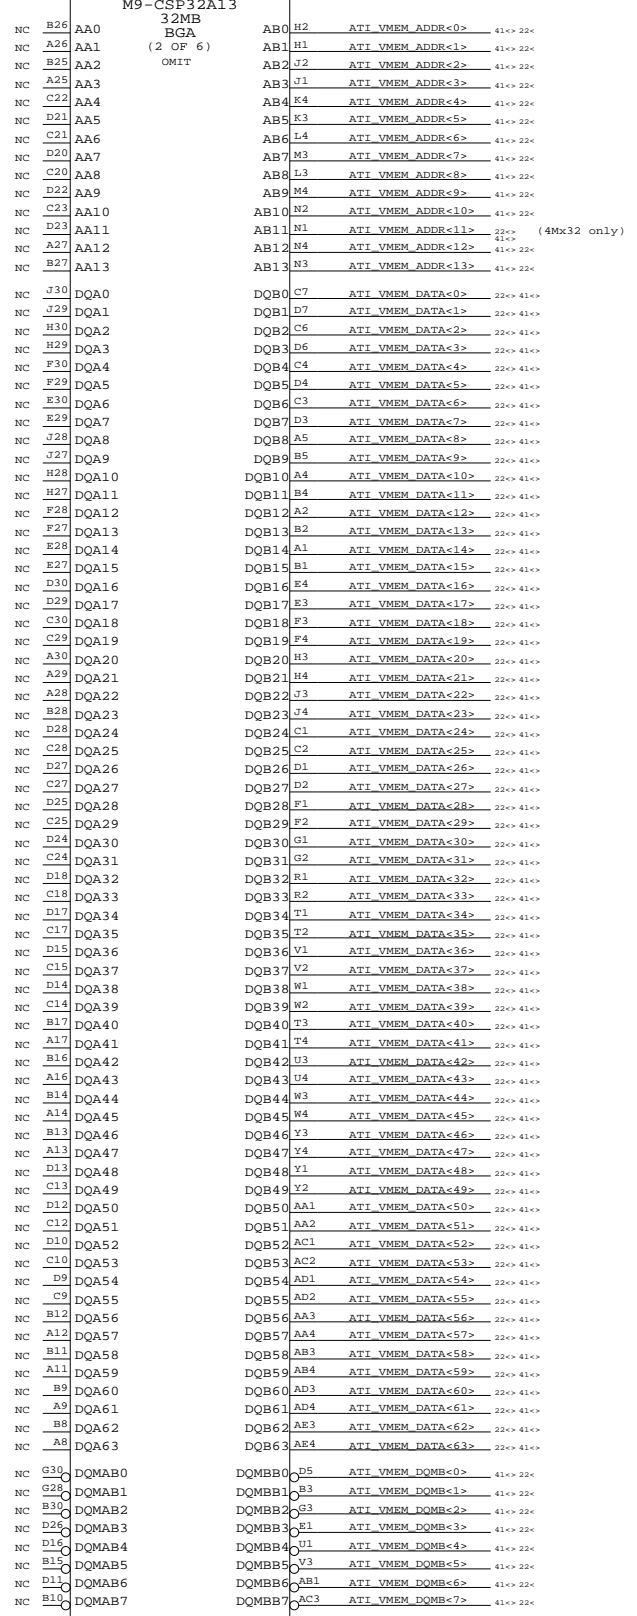 M9-CSP32A13
32MB
BGA
(2 OF 6)
OMIT
NC B26 AA0 AB0 H2 ATI_VMEM_ADDR<0> 41<> 22<
NC A26 AA1 AB1 H1 ATI_VMEM_ADDR<1> 41<> 22<
NC B25 AA2 AB2 J2 ATI_VMEM_ADDR<2> 41<> 22<
NC A25 AA3 AB3 J1 ATI_VMEM_ADDR<3> 41<> 22<
NC C22 AA4 AB4 K4 ATI_VMEM_ADDR<4> 41<> 22<
NC D21 AA5 AB5 K3 ATI_VMEM_ADDR<5> 41<> 22<
NC C21 AA6 AB6 L4 ATI_VMEM_ADDR<6> 41<> 22<
NC D20 AA7 AB7 M3 ATI_VMEM_ADDR<7> 41<> 22<
NC C20 AA8 AB8 L3 ATI_VMEM_ADDR<8> 41<> 22<
NC D22 AA9 AB9 M4 ATI_VMEM_ADDR<9> 41<> 22<
NC C23 AA10 AB10 N2 ATI_VMEM_ADDR<10> 41<> 22<
NC D23 AA11 AB11 N1 ATI_VMEM_ADDR<11> 22<> 41<> (4Mx32 only)
NC A27 AA12 AB12 N4 ATI_VMEM_ADDR<12> 41<> 22<
NC B27 AA13 AB13 N3 ATI_VMEM_ADDR<13> 41<> 22<
NC J30 DQA0 DQB0 C7 ATI_VMEM_DATA<0> 22<> 41<>
NC J29 DQA1 DQB1 D7 ATI_VMEM_DATA<1> 22<> 41<>
NC H30 DQA2 DQB2 C6 ATI_VMEM_DATA<2> 22<> 41<>
NC H29 DQA3 DQB3 D6 ATI_VMEM_DATA<3> 22<> 41<>
NC F30 DQA4 DQB4 C4 ATI_VMEM_DATA<4> 22<> 41<>
NC F29 DQA5 DQB5 D4 ATI_VMEM_DATA<5> 22<> 41<>
NC E30 DQA6 DQB6 C3 ATI_VMEM_DATA<6> 22<> 41<>
NC E29 DQA7 DQB7 D3 ATI_VMEM_DATA<7> 22<> 41<>
NC J28 DQA8 DQB8 A5 ATI_VMEM_DATA<8> 22<> 41<>
NC J27 DQA9 DQB9 B5 ATI_VMEM_DATA<9> 22<> 41<>
NC H28 DQA10 DQB10 A4 ATI_VMEM_DATA<10> 22<> 41<>
NC H27 DQA11 DQB11 B4 ATI_VMEM_DATA<11> 22<> 41<>
NC F28 DQA12 DQB12 A2 ATI_VMEM_DATA<12> 22<> 41<>
NC F27 DQA13 DQB13 B2 ATI_VMEM_DATA<13> 22<> 41<>
NC E28 DQA14 DQB14 A1 ATI_VMEM_DATA<14> 22<> 41<>
NC E27 DQA15 DQB15 B1 ATI_VMEM_DATA<15> 22<> 41<>
NC D30 DQA16 DQB16 E4 ATI_VMEM_DATA<16> 22<> 41<>
NC D29 DQA17 DQB17 E3 ATI_VMEM_DATA<17> 22<> 41<>
NC C30 DQA18 DQB18 F3 ATI_VMEM_DATA<18> 22<> 41<>
NC C29 DQA19 DQB19 F4 ATI_VMEM_DATA<19> 22<> 41<>
NC A30 DQA20 DQB20 H3 ATI_VMEM_DATA<20> 22<> 41<>
NC A29 DQA21 DQB21 H4 ATI_VMEM_DATA<21> 22<> 41<>
NC A28 DQA22 DQB22 J3 ATI_VMEM_DATA<22> 22<> 41<>
NC B28 DQA23 DQB23 J4 ATI_VMEM_DATA<23> 22<> 41<>
NC D28 DQA24 DQB24 C1 ATI_VMEM_DATA<24> 22<> 41<>
NC C28 DQA25 DQB25 C2 ATI_VMEM_DATA<25> 22<> 41<>
NC D27 DQA26 DQB26 D1 ATI_VMEM_DATA<26> 22<> 41<>
NC C27 DQA27 DQB27 D2 ATI_VMEM_DATA<27> 22<> 41<>
NC D25 DQA28 DQB28 F1 ATI_VMEM_DATA<28> 22<> 41<>
NC C25 DQA29 DQB29 F2 ATI_VMEM_DATA<29> 22<> 41<>
NC D24 DQA30 DQB30 G1 ATI_VMEM_DATA<30> 22<> 41<>
NC C24 DQA31 DQB31 G2 ATI_VMEM_DATA<31> 22<> 41<>
NC D18 DQA32 DQB32 R1 ATI_VMEM_DATA<32> 22<> 41<>
NC C18 DQA33 DQB33 R2 ATI_VMEM_DATA<33> 22<> 41<>
NC D17 DQA34 DQB34 T1 ATI_VMEM_DATA<34> 22<> 41<>
NC C17 DQA35 DQB35 T2 ATI_VMEM_DATA<35> 22<> 41<>
NC D15 DQA36 DQB36 V1 ATI_VMEM_DATA<36> 22<> 41<>
NC C15 DQA37 DQB37 V2 ATI_VMEM_DATA<37> 22<> 41<>
NC D14 DQA38 DQB38 W1 ATI_VMEM_DATA<38> 22<> 41<>
NC C14 DQA39 DQB39 W2 ATI_VMEM_DATA<39> 22<> 41<>
NC B17 DQA40 DQB40 T3 ATI_VMEM_DATA<40> 22<> 41<>
NC A17 DQA41 DQB41 T4 ATI_VMEM_DATA<41> 22<> 41<>
NC B16 DQA42 DQB42 U3 ATI_VMEM_DATA<42> 22<> 41<>
NC A16 DQA43 DQB43 U4 ATI_VMEM_DATA<43> 22<> 41<>
NC B14 DQA44 DQB44 W3 ATI_VMEM_DATA<44> 22<> 41<>
NC A14 DQA45 DQB45 W4 ATI_VMEM_DATA<45> 22<> 41<>
NC B13 DQA46 DQB46 Y3 ATI_VMEM_DATA<46> 22<> 41<>
NC A13 DQA47 DQB47 Y4 ATI_VMEM_DATA<47> 22<> 41<>
NC D13 DQA48 DQB48 Y1 ATI_VMEM_DATA<48> 22<> 41<>
NC C13 DQA49 DQB49 Y2 ATI_VMEM_DATA<49> 22<> 41<>
NC D12 DQA50 DQB50 AA1 ATI_VMEM_DATA<50> 22<> 41<>
NC C12 DQA51 DQB51 AA2 ATI_VMEM_DATA<51> 22<> 41<>
NC D10 DQA52 DQB52 AC1 ATI_VMEM_DATA<52> 22<> 41<>
NC C10 DQA53 DQB53 AC2 ATI_VMEM_DATA<53> 22<> 41<>
NC D9 DQA54 DQB54 AD1 ATI_VMEM_DATA<54> 22<> 41<>
NC C9 DQA55 DQB55 AD2 ATI_VMEM_DATA<55> 22<> 41<>
NC B12 DQA56 DQB56 AA3 ATI_VMEM_DATA<56> 22<> 41<>
NC A12 DQA57 DQB57 AA4 ATI_VMEM_DATA<57> 22<> 41<>
NC B11 DQA58 DQB58 AB3 ATI_VMEM_DATA<58> 22<> 41<>
NC A11 DQA59 DQB59 AB4 ATI_VMEM_DATA<59> 22<> 41<>
NC B9 DQA60 DQB60 AD3 ATI_VMEM_DATA<60> 22<> 41<>
NC A9 DQA61 DQB61 AD4 ATI_VMEM_DATA<61> 22<> 41<>
NC B8 DQA62 DQB62 AE3 ATI_VMEM_DATA<62> 22<> 41<>
NC A8 DQA63 DQB63 AE4 ATI_VMEM_DATA<63> 22<> 41<>
NC G30 DQMAB0 DQMBB0 D5 ATI_VMEM_DQMB<0> 41<> 22<
NC G28 DQMAB1 DQMBB1 B3 ATI_VMEM_DQMB<1> 41<> 22<
NC B30 DQMAB2 DQMBB2 G3 ATI_VMEM_DQMB<2> 41<> 22<
NC D26 DQMAB3 DQMBB3 E1 ATI_VMEM_DQMB<3> 41<> 22<
NC D16 DQMAB4 DQMBB4 U1 ATI_VMEM_DQMB<4> 41<> 22<
NC B15 DQMAB5 DQMBB5 V3 ATI_VMEM_DQMB<5> 41<> 22<
NC D11 DQMAB6 DQMBB6 AB1 ATI_VMEM_DQMB<6> 41<> 22<
NC B10 DQMAB7 DQMBB7 AC3 ATI_VMEM_DQMB<7> 41<> 22<